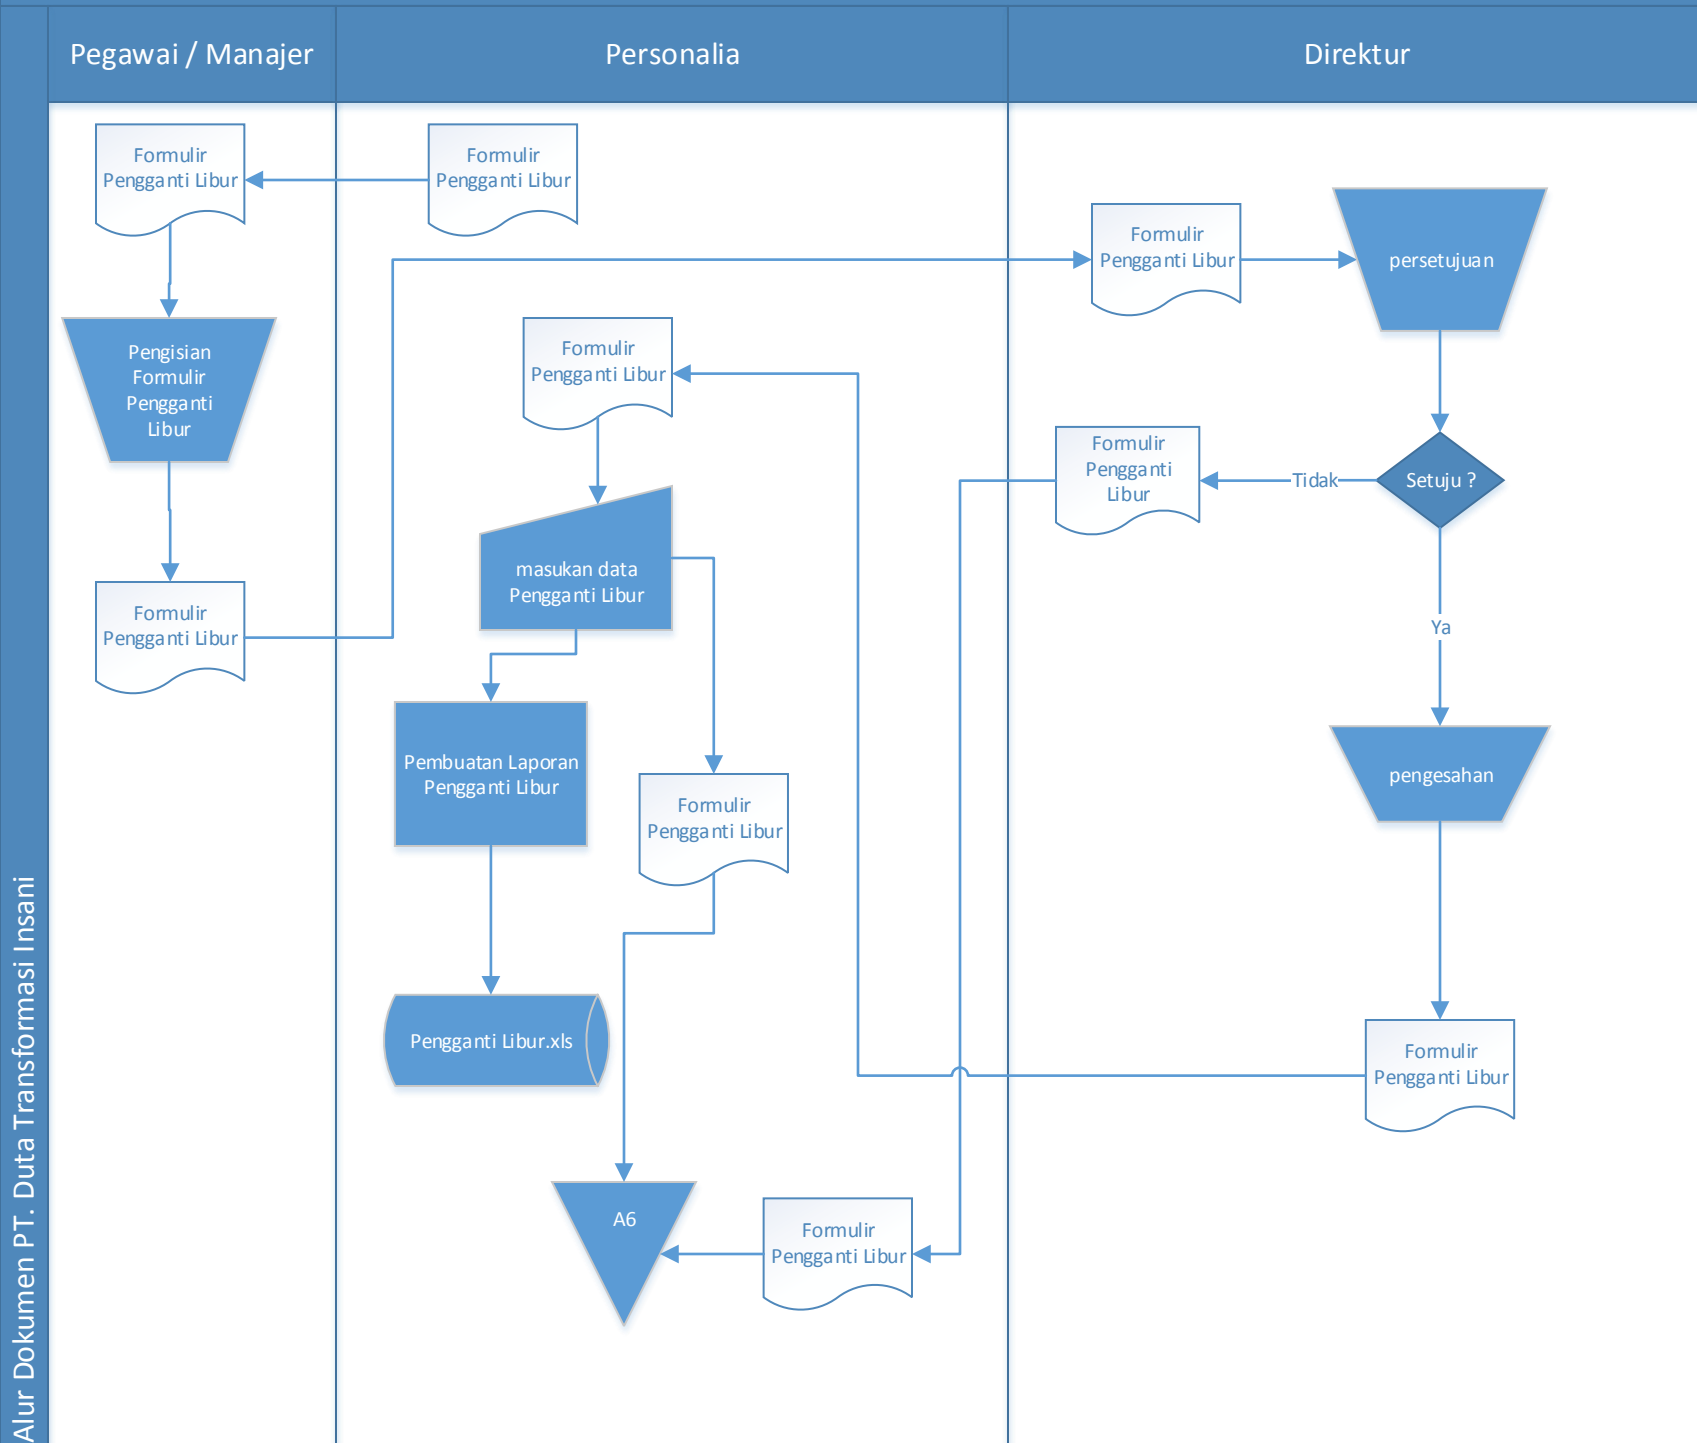 Alur Dokumen PT. Duta Transformasi Insani
Pegawai / Manajer
Personalia
Direktur
Formulir
Pengganti Libur
Formulir
Pengganti Libur
Formulir
Pengganti Libur
persetujuan
Pengisian
Formulir
Pengganti
Libur
Formulir
Pengganti Libur
Formulir
Pengganti
Libur
Tidak
Setuju ?
masukan data
Pengganti Libur
Formulir
Pengganti Libur
Ya
Pembuatan Laporan
Pengganti Libur
Formulir
Pengganti Libur
pengesahan
Pengganti Libur.xls
Formulir
Pengganti Libur
A6
Formulir
Pengganti Libur